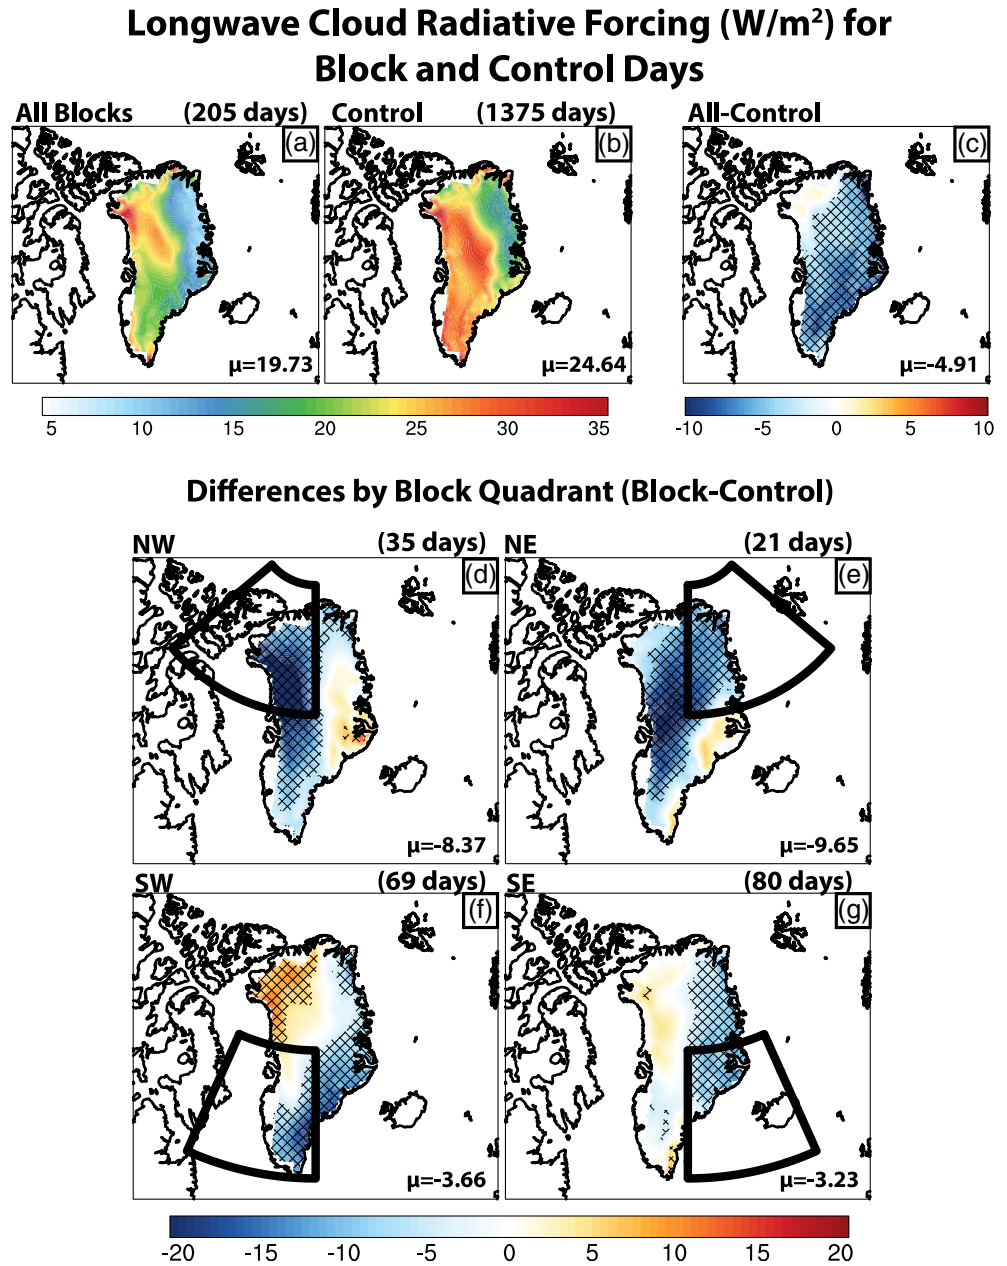 Longwave Cloud Radiative Forcing (W/m²) for
Block and Control Days
All Blocks (205 days) Control (1375 days) All-Control
(a) (b) (c)
μ=19.73 μ=24.64 μ=-4.91
5 10 15 20 25 30 35 -10 -5 0 5 10
Differences by Block Quadrant (Block-Control)
NW (35 days) NE (21 days)
(d) (e)
μ=-8.37 μ=-9.65
SW (69 days) SE (80 days)
(f) (g)
μ=-3.66 μ=-3.23
-20 -15 -10 -5 0 5 10 15 20